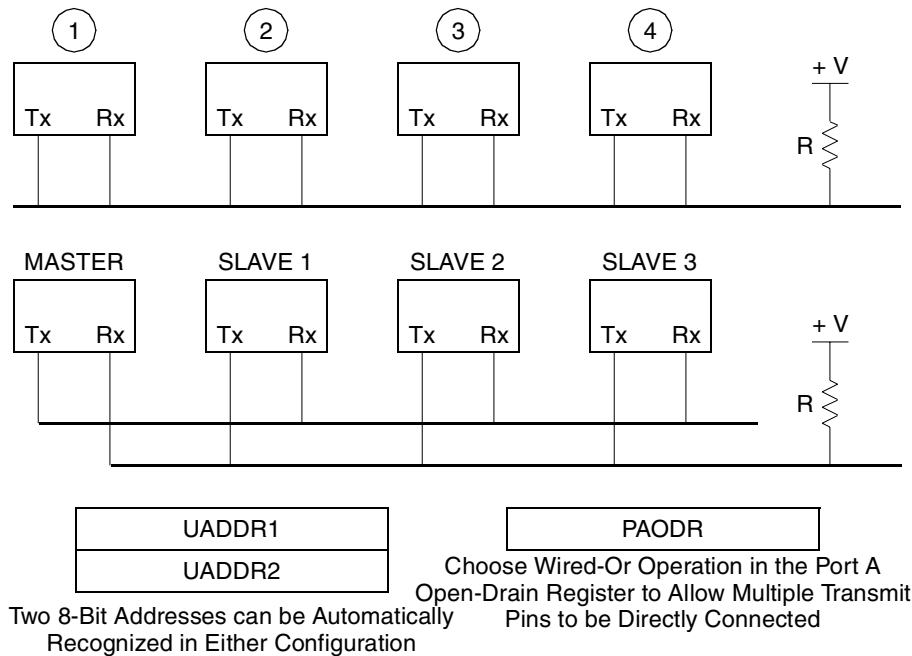 1 2 3 4
+ V
Tx Rx Tx Rx Tx Rx Tx Rx
R
MASTER SLAVE 1 SLAVE 2 SLAVE 3
+ V
Tx Rx Tx Rx Tx Rx Tx Rx
R
UADDR1
UADDR2
Two 8-Bit Addresses can be Automatically
Recognized in Either Configuration
PAODR
Choose Wired-Or Operation in the Port A
Open-Drain Register to Allow Multiple Transmit
Pins to be Directly Connected